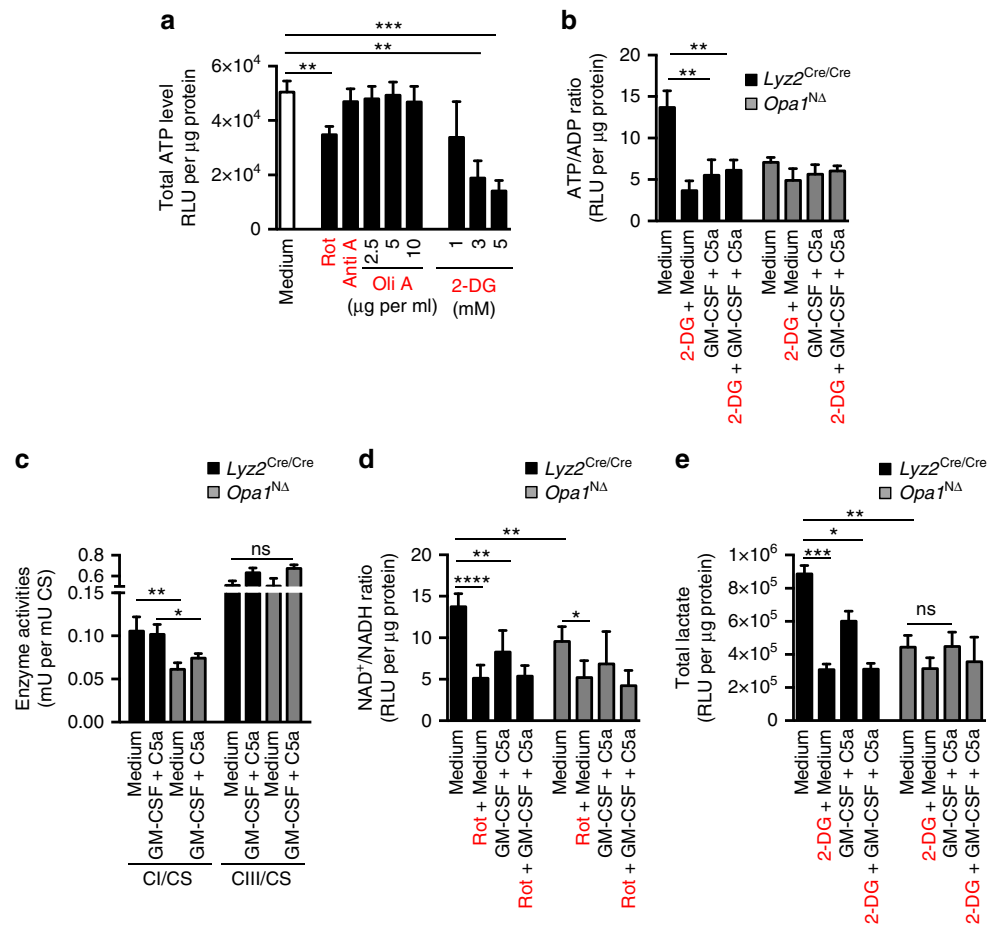 a
Total ATP level
RLU per µg protein
6×10⁴
4×10⁴
2×10⁴
0
***
**
**
Medium
Rot
Anti A
2.5
5
10
Oli A
(µg per ml)
1
3
5
2-DG
(mM)
b
ATP/ADP ratio
(RLU per µg protein)
20
15
10
5
0
**
**
Lyz2Cre/Cre
Opa1NΔ
Medium
2-DG + Medium
GM-CSF + C5a
2-DG + GM-CSF + C5a
Medium
2-DG + Medium
GM-CSF + C5a
2-DG + GM-CSF + C5a
c
Lyz2Cre/Cre
Opa1NΔ
Enzyme activities
(mU per mU CS)
0.8
0.6
0.15
0.10
0.05
0.00
**
*
ns
Medium
GM-CSF + C5a
Medium
GM-CSF + C5a
Medium
GM-CSF + C5a
Medium
GM-CSF + C5a
CI/CS
CIII/CS
d
Lyz2Cre/Cre
Opa1NΔ
NAD⁺/NADH ratio
(RLU per µg protein)
20
15
10
5
0
**
**
****
*
Medium
Rot + Medium
GM-CSF + C5a
Rot + GM-CSF + C5a
Medium
Rot + Medium
GM-CSF + C5a
Rot + GM-CSF + C5a
e
Lyz2Cre/Cre
Opa1NΔ
Total lactate
(RLU per µg protein)
1×10⁶
8×10⁵
6×10⁵
4×10⁵
2×10⁵
0
**
*
***
ns
Medium
2-DG + Medium
GM-CSF + C5a
2-DG + GM-CSF + C5a
Medium
2-DG + Medium
GM-CSF + C5a
2-DG + GM-CSF + C5a